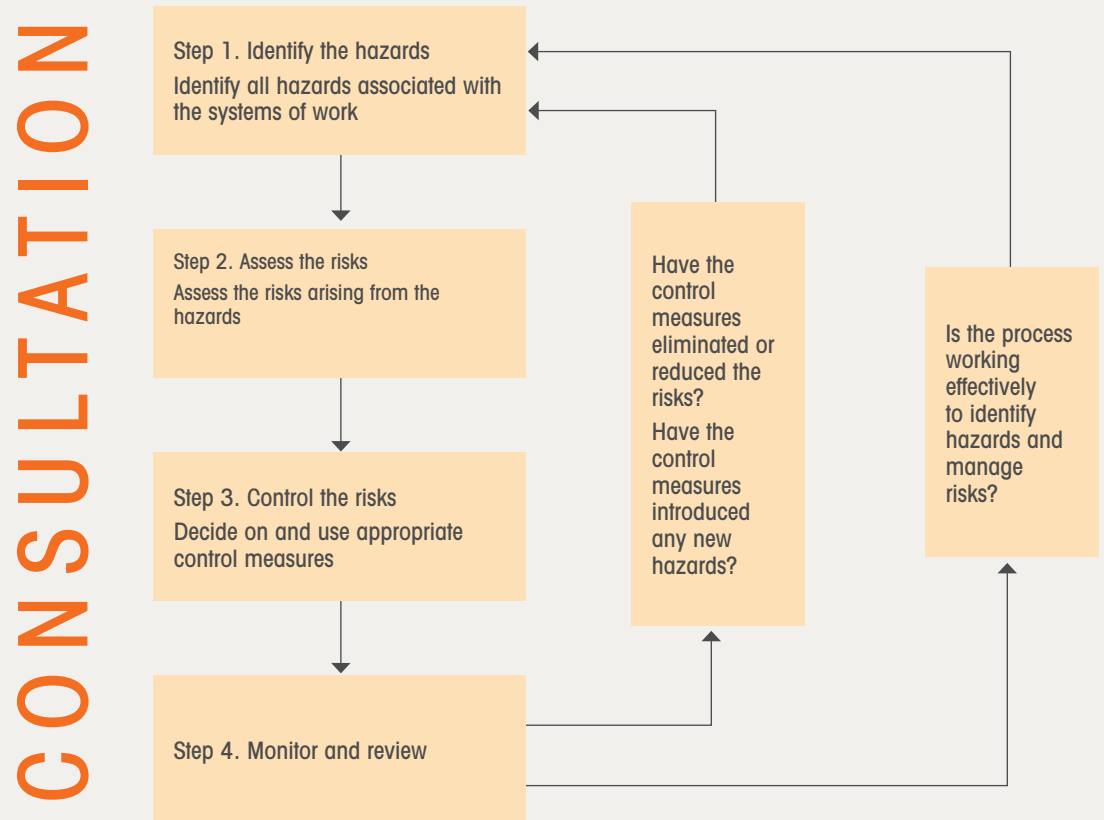 CONSULTATION
Step 1. Identify the hazards
Identify all hazards associated with
the systems of work
Step 2. Assess the risks
Assess the risks arising from the
hazards
Step 3. Control the risks
Decide on and use appropriate
control measures
Step 4. Monitor and review
Have the
control
measures
eliminated or
reduced the
risks?
Have the
control
measures
introduced
any new
hazards?
Is the process
working
effectively
to identify
hazards and
manage
risks?